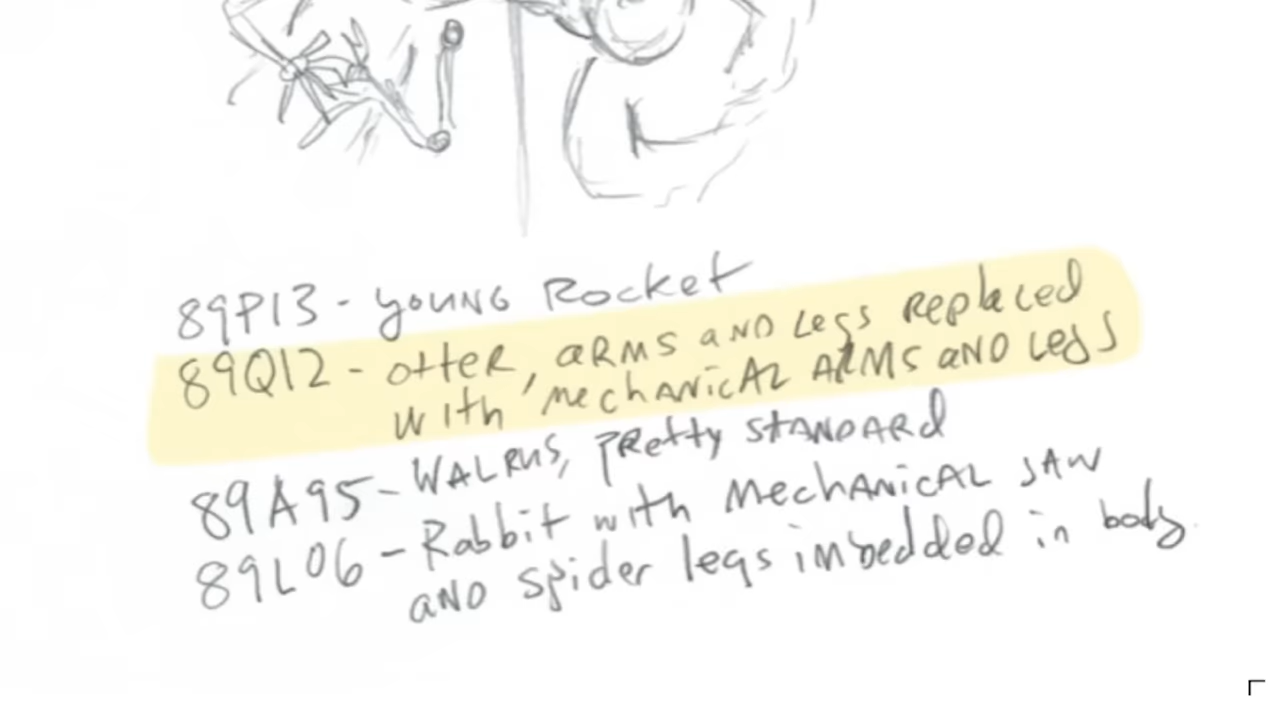 89P13 - young Rocket
89Q12 - otter, arms and legs replaced
with mechanical arms and legs
89A95 - walrus, pretty standard
89L06 - Rabbit with mechanical saw
and spider legs imbedded in body